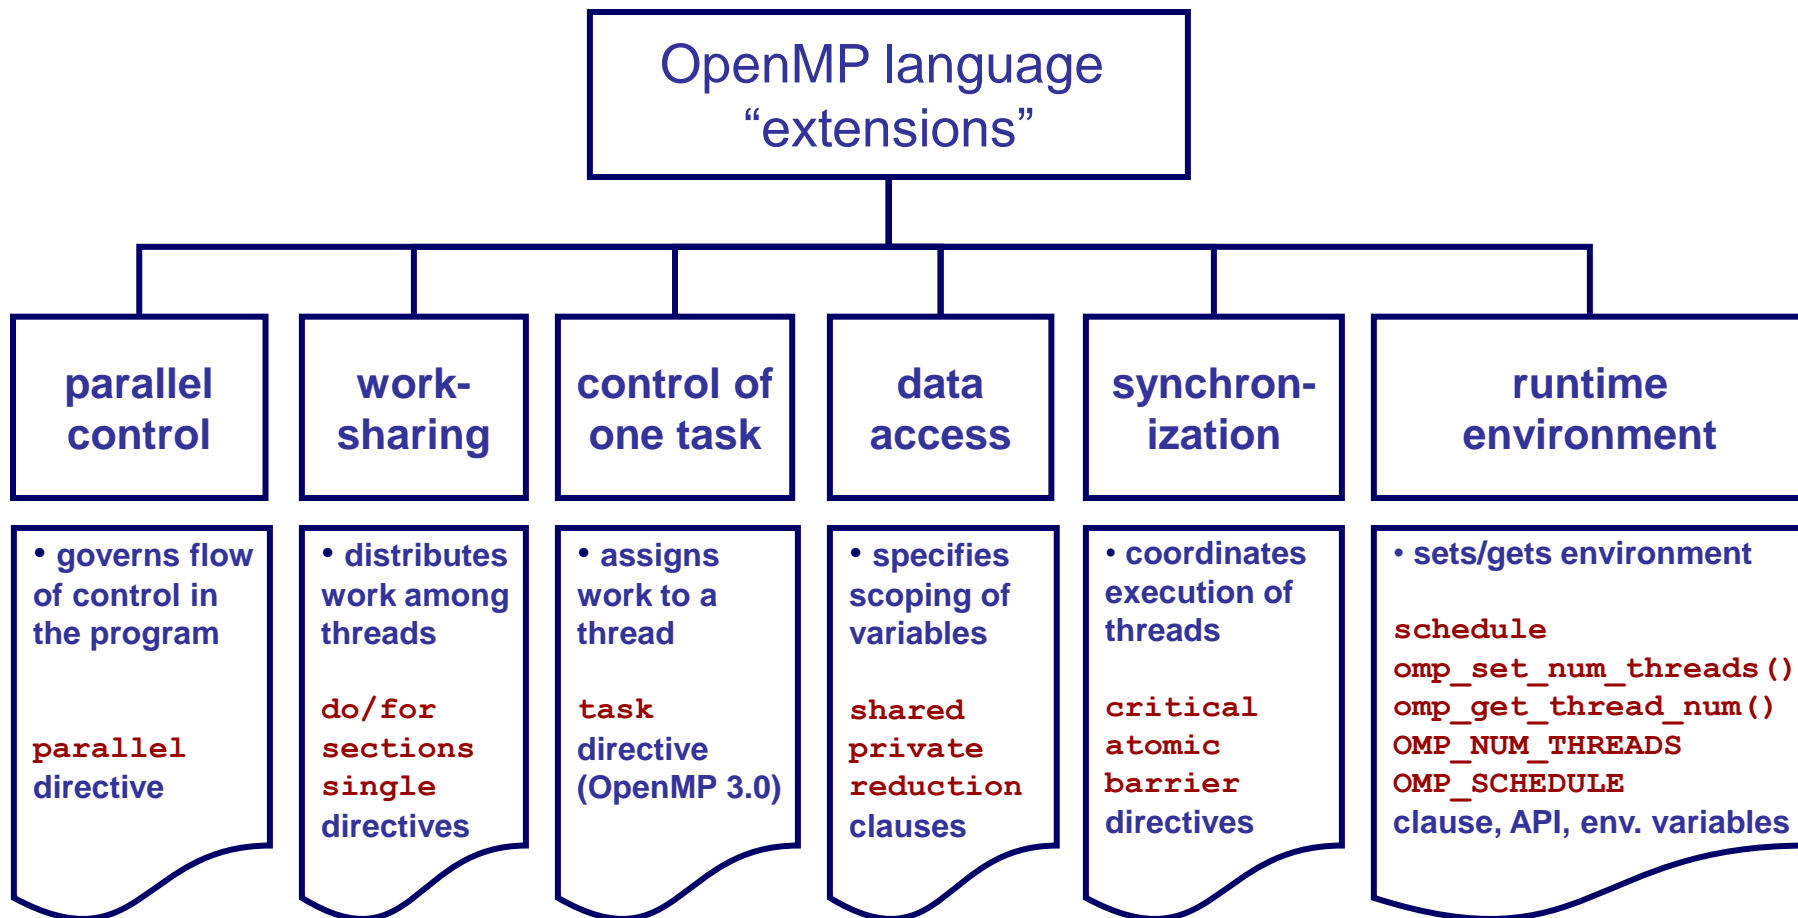 OpenMP language
“extensions”
parallel
control
work-
sharing
control of
one task
data
access
synchron-
ization
runtime
environment
• governs flow
of control in
the program
parallel
directive
• distributes
work among
threads
do/for
sections
single
directives
• assigns
work to a
thread
task
directive
(OpenMP 3.0)
• specifies
scoping of
variables
shared
private
reduction
clauses
• coordinates
execution of
threads
critical
atomic
barrier
directives
• sets/gets environment
schedule
omp_set_num_threads()
omp_get_thread_num()
OMP_NUM_THREADS
OMP_SCHEDULE
clause, API, env. variables